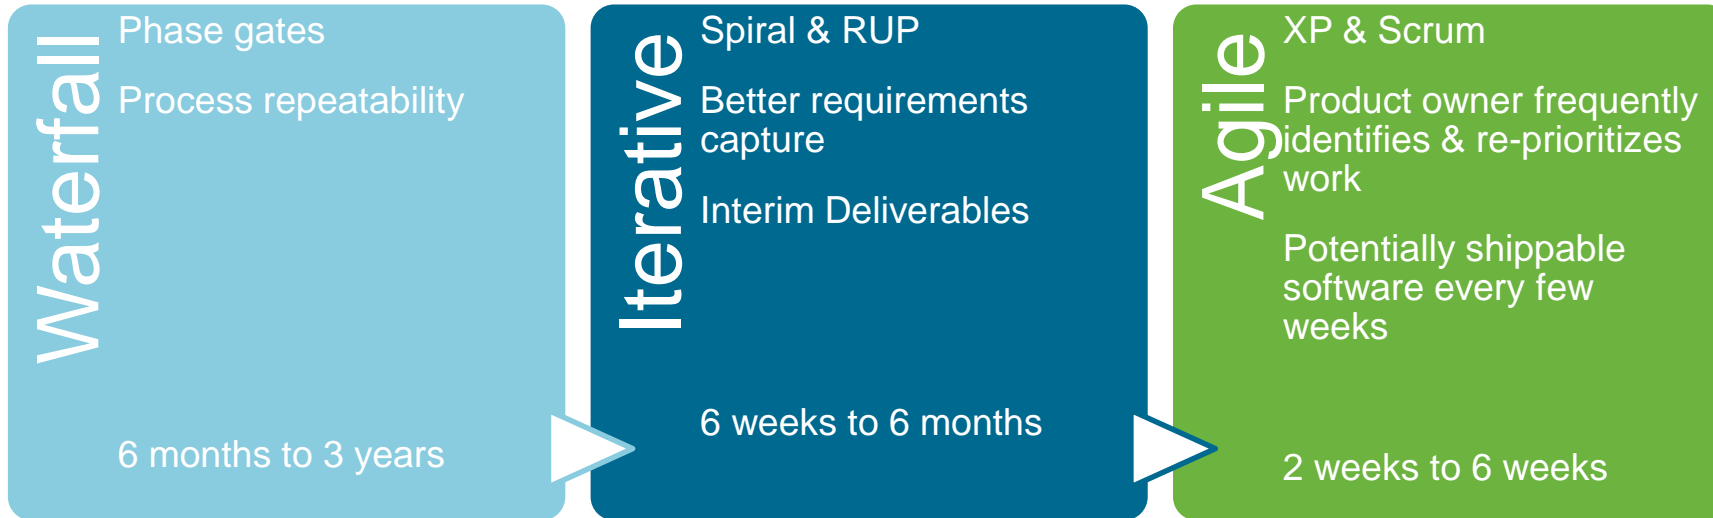 Waterfall
Phase gates
Process repeatability
6 months to 3 years
Iterative
Spiral & RUP
Better requirements
capture
Interim Deliverables
6 weeks to 6 months
Agile
XP & Scrum
Product owner frequently
identifies & re-prioritizes
work
Potentially shippable
software every few
weeks
2 weeks to 6 weeks